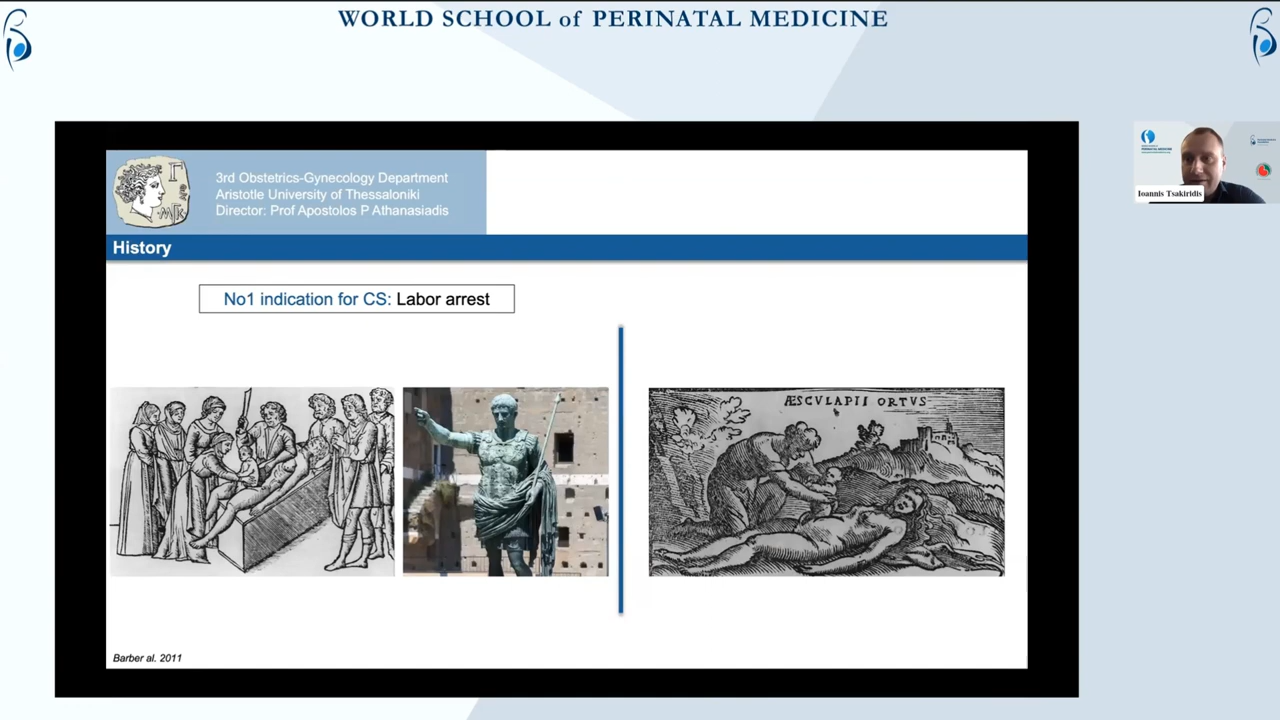 WORLD SCHOOL of PERINATAL MEDICINE
3rd Obstetrics-Gynecology Department
Aristotle University of Thessaloniki
Director: Prof Apostolos P Athanasiadis
History
No1 indication for CS: Labor arrest
ÆSCVLAPII ORTVS
Barber al. 2011
Ioannis Tsakiridis